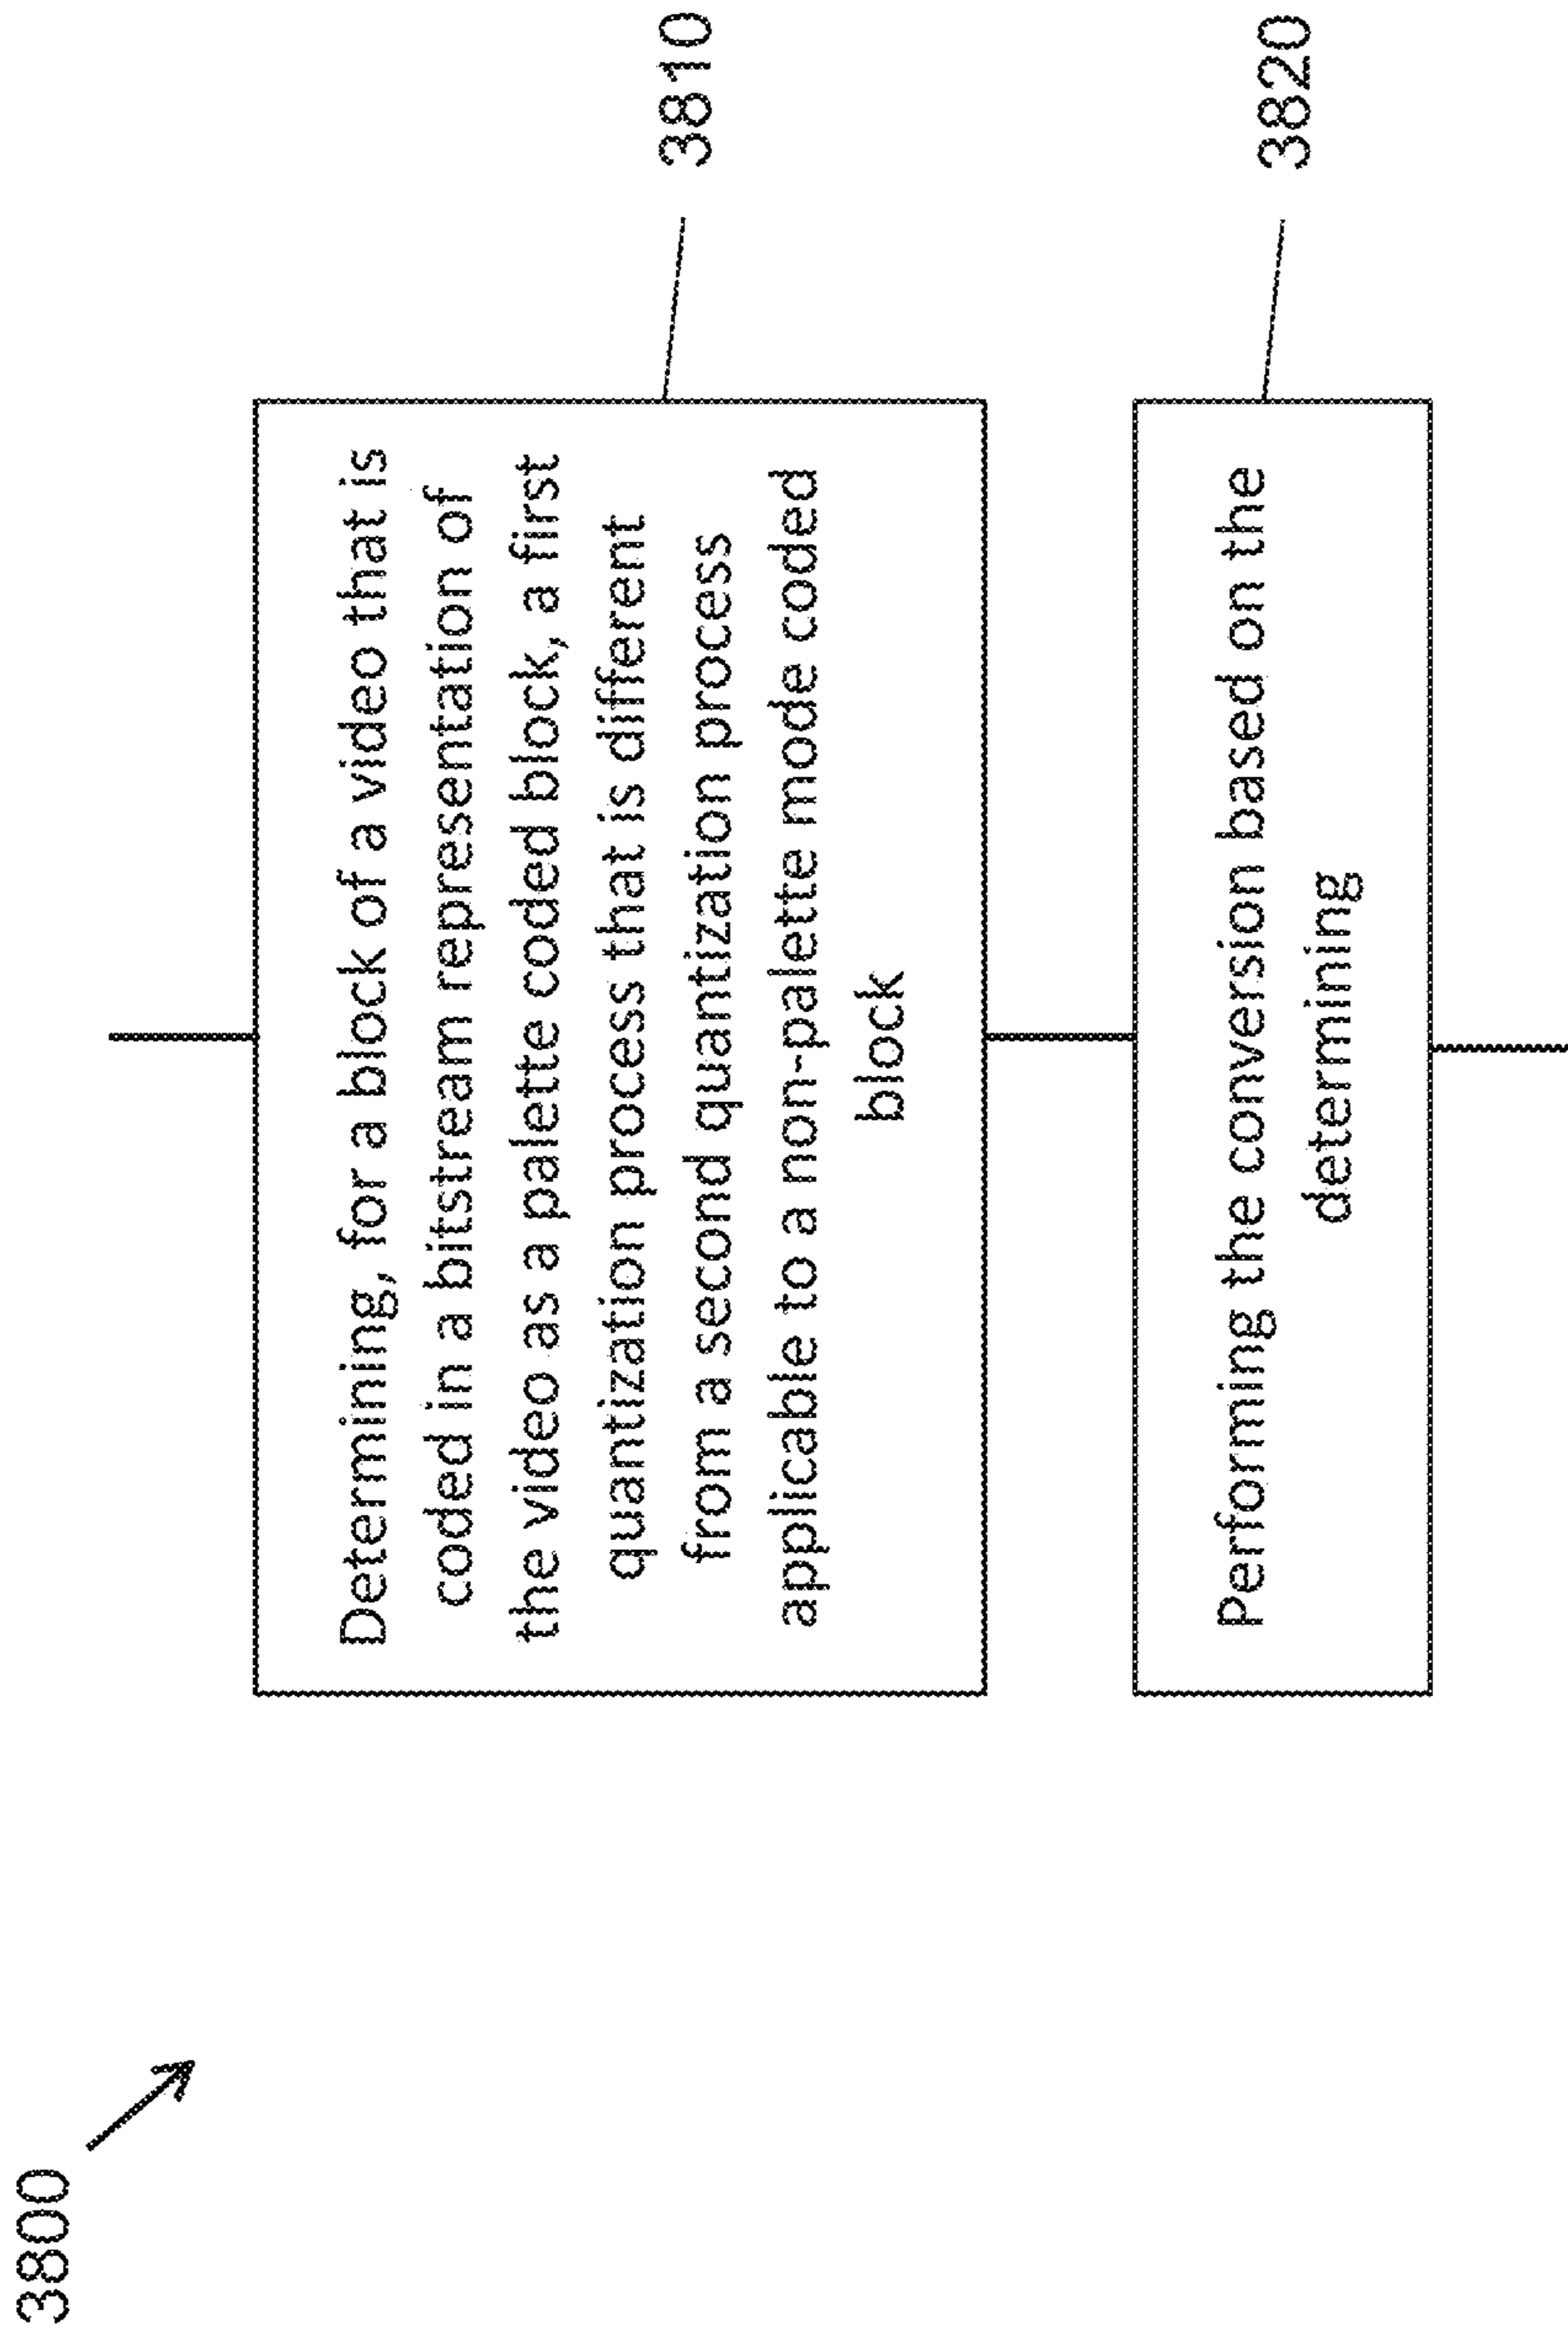 3800
Determining, for a block of a video that is
coded in a bitstream representation of
the video as a palette coded block, a first
quantization process that is different
from a second quantization process
applicable to a non-palette mode coded
block
3810
Performing the conversion based on the
determining
3820